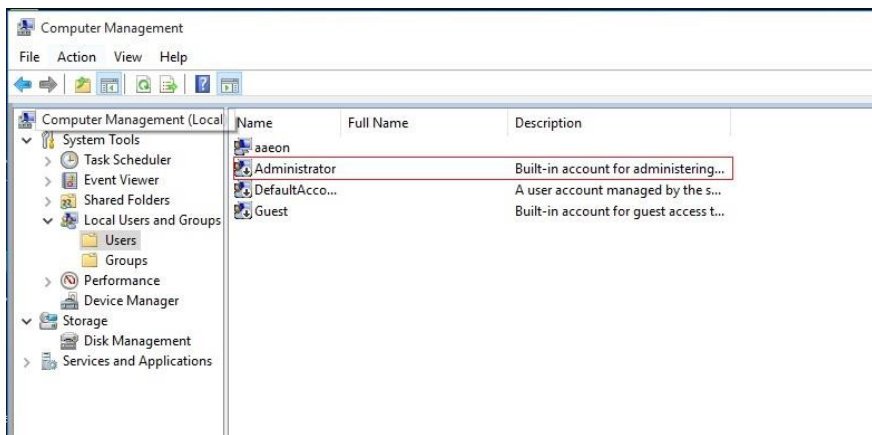 Computer Management
File Action View Help
Computer Management (Local
System Tools
Task Scheduler
Event Viewer
Shared Folders
Local Users and Groups
Users
Groups
Performance
Device Manager
Storage
Disk Management
Services and Applications
Name Full Name Description
aaeon
Administrator Built-in account for administering...
DefaultAcco... A user account managed by the s...
Guest Built-in account for guest access t...